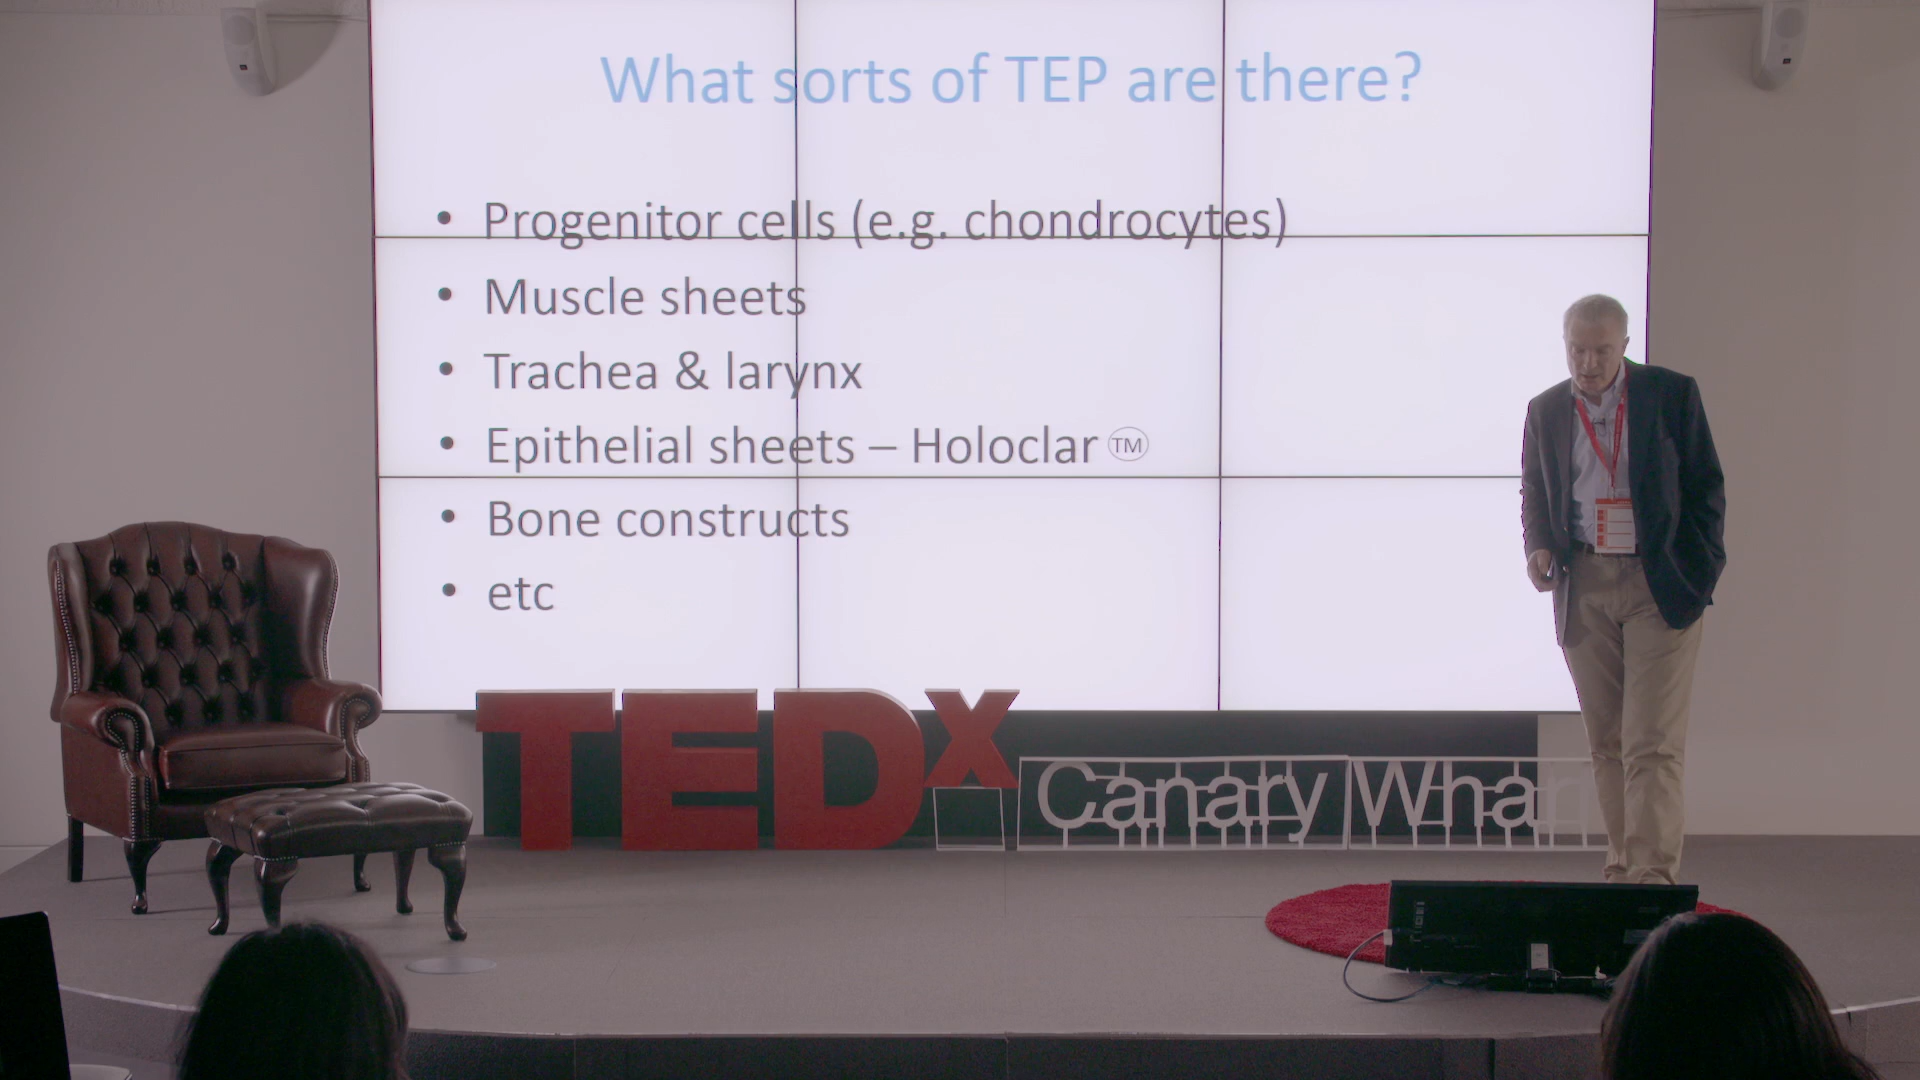 What sorts of TEP are there?
• Progenitor cells (e.g. chondrocytes)
• Muscle sheets
• Trachea & larynx
• Epithelial sheets – Holoclar TM
• Bone constructs
• etc
TEDx
Canary Whar